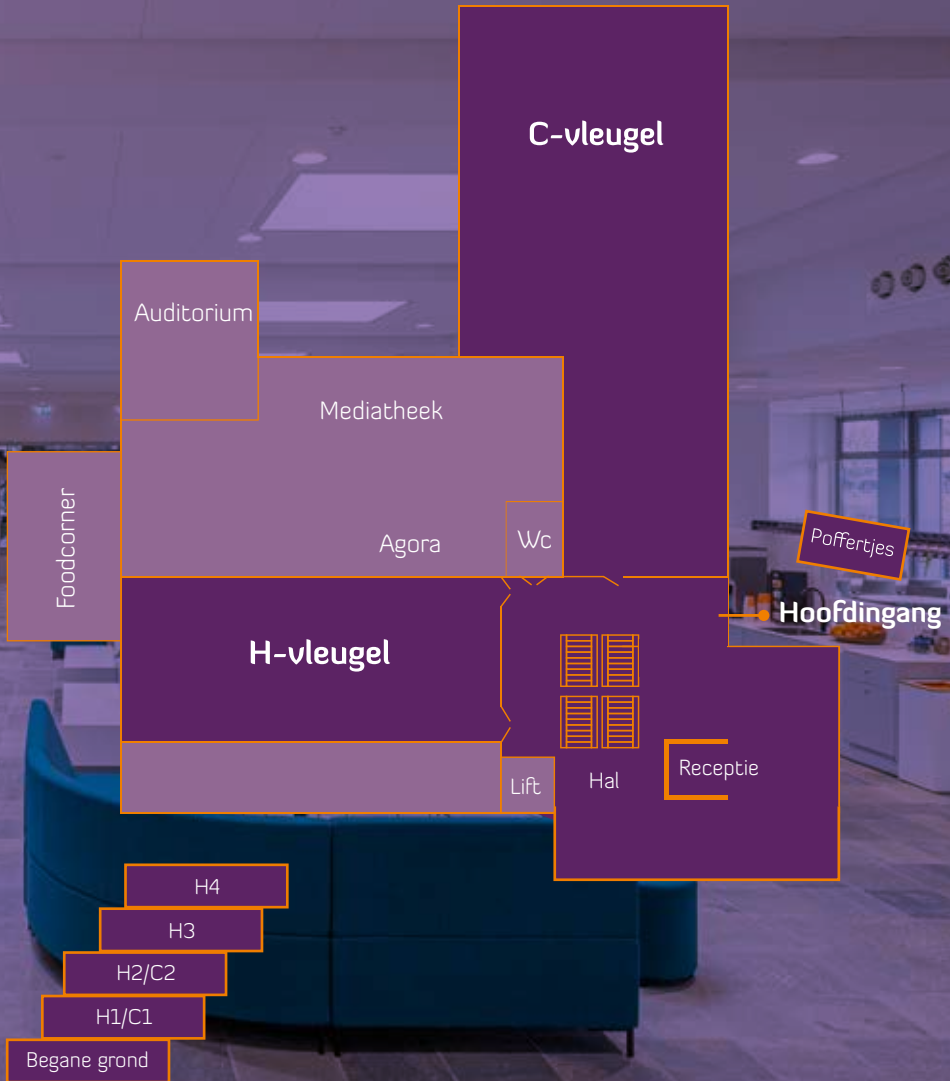 C-vleugel
Auditorium
Mediatheek
Foodcorner
Agora
Wc
Poffertjes
Hoofdingang
H-vleugel
Receptie
Lift
Hal
H4
H3
H2/C2
H1/C1
Begane grond